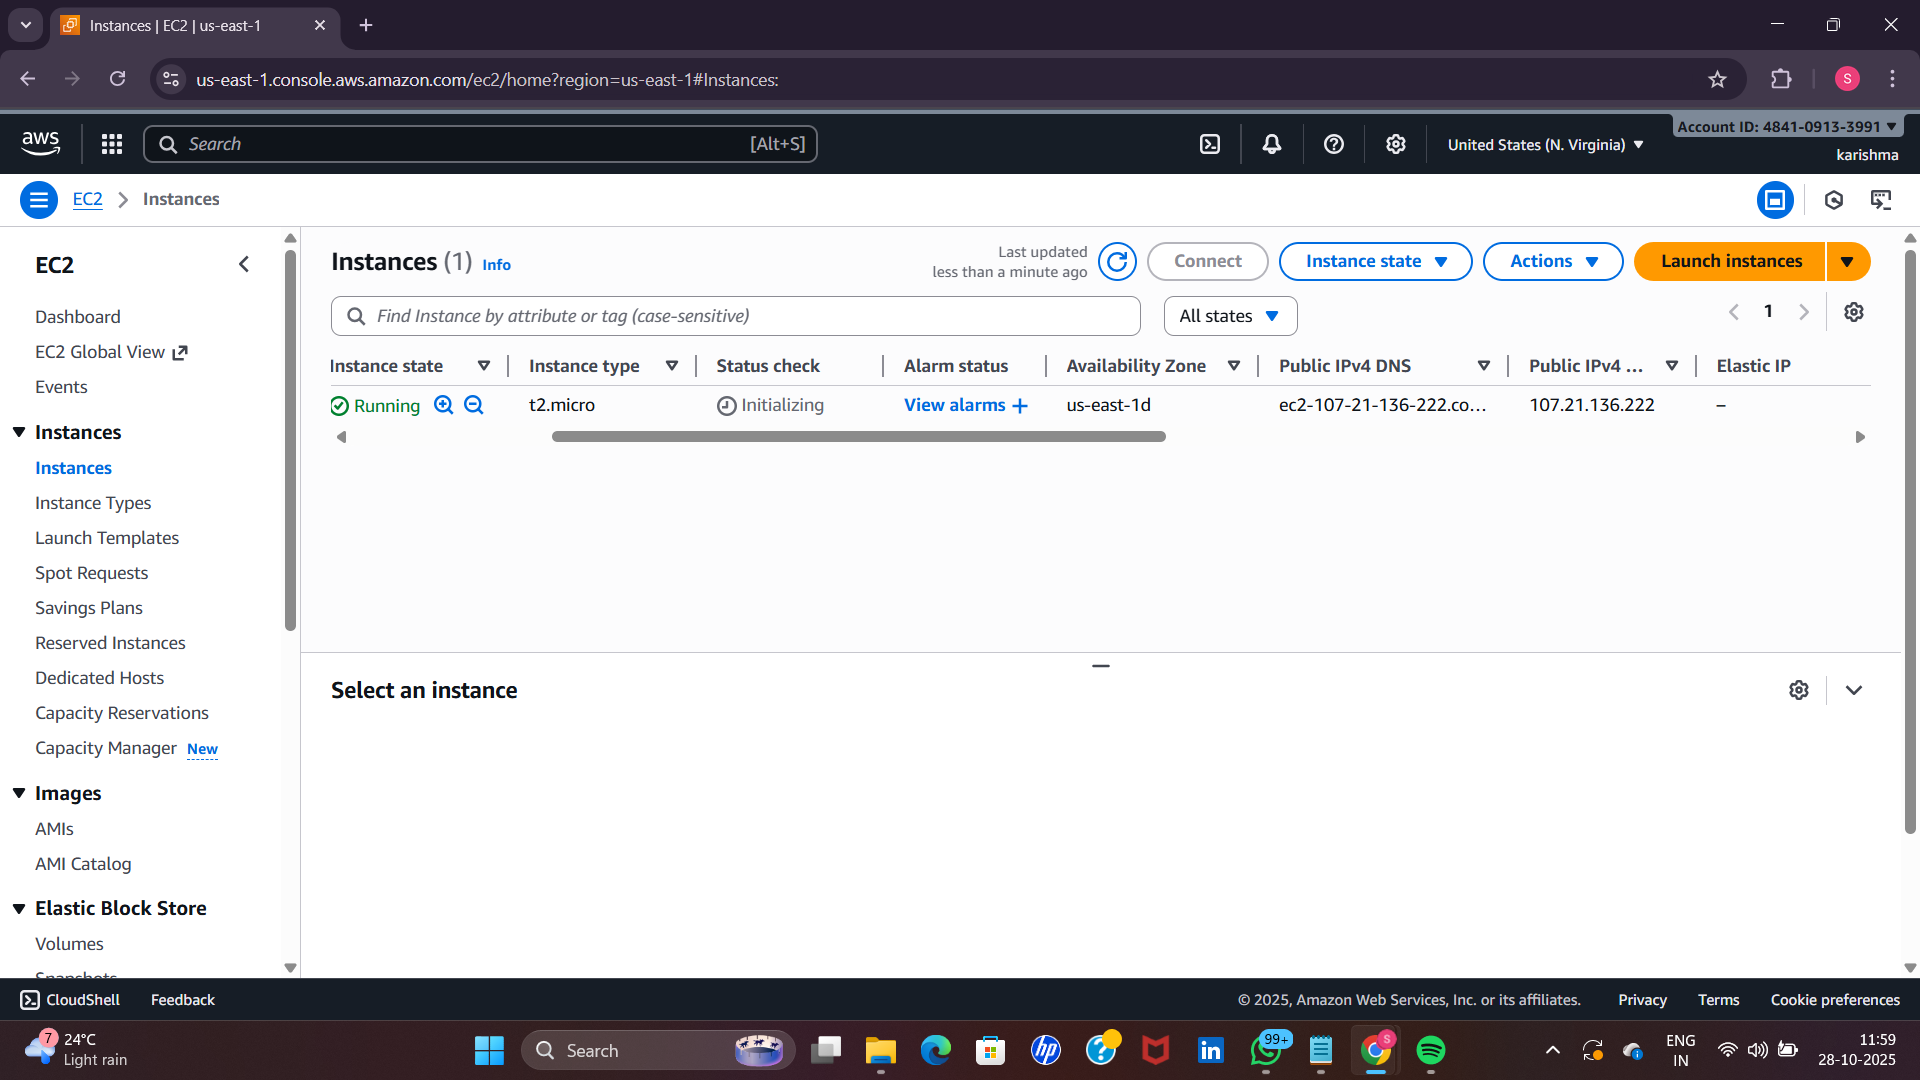 Instances | EC2 | us-east-1
us-east-1.console.aws.amazon.com/ec2/home?region=us-east-1#Instances:
S
aws
Search [Alt+S]
United States (N. Virginia)
Account ID: 4841-0913-3991
karishma
EC2 > Instances
EC2
Dashboard
EC2 Global View
Events
Instances
Instances
Instance Types
Launch Templates
Spot Requests
Savings Plans
Reserved Instances
Dedicated Hosts
Capacity Reservations
Capacity Manager New
Images
AMIs
AMI Catalog
Elastic Block Store
Volumes
Snapshots
Instances (1) Info
Last updated
less than a minute ago
Connect
Instance state
Actions
Launch instances
Find Instance by attribute or tag (case-sensitive)
All states
1
Instance state Instance type Status check Alarm status Availability Zone Public IPv4 DNS Public IPv4 ... Elastic IP
Running t2.micro Initializing View alarms + us-east-1d ec2-107-21-136-222.co... 107.21.136.222 –
Select an instance
CloudShell Feedback
© 2025, Amazon Web Services, Inc. or its affiliates. Privacy Terms Cookie preferences
7
24°C
Light rain
Search
hp
in
99+
S
ENG
IN
11:59
28-10-2025